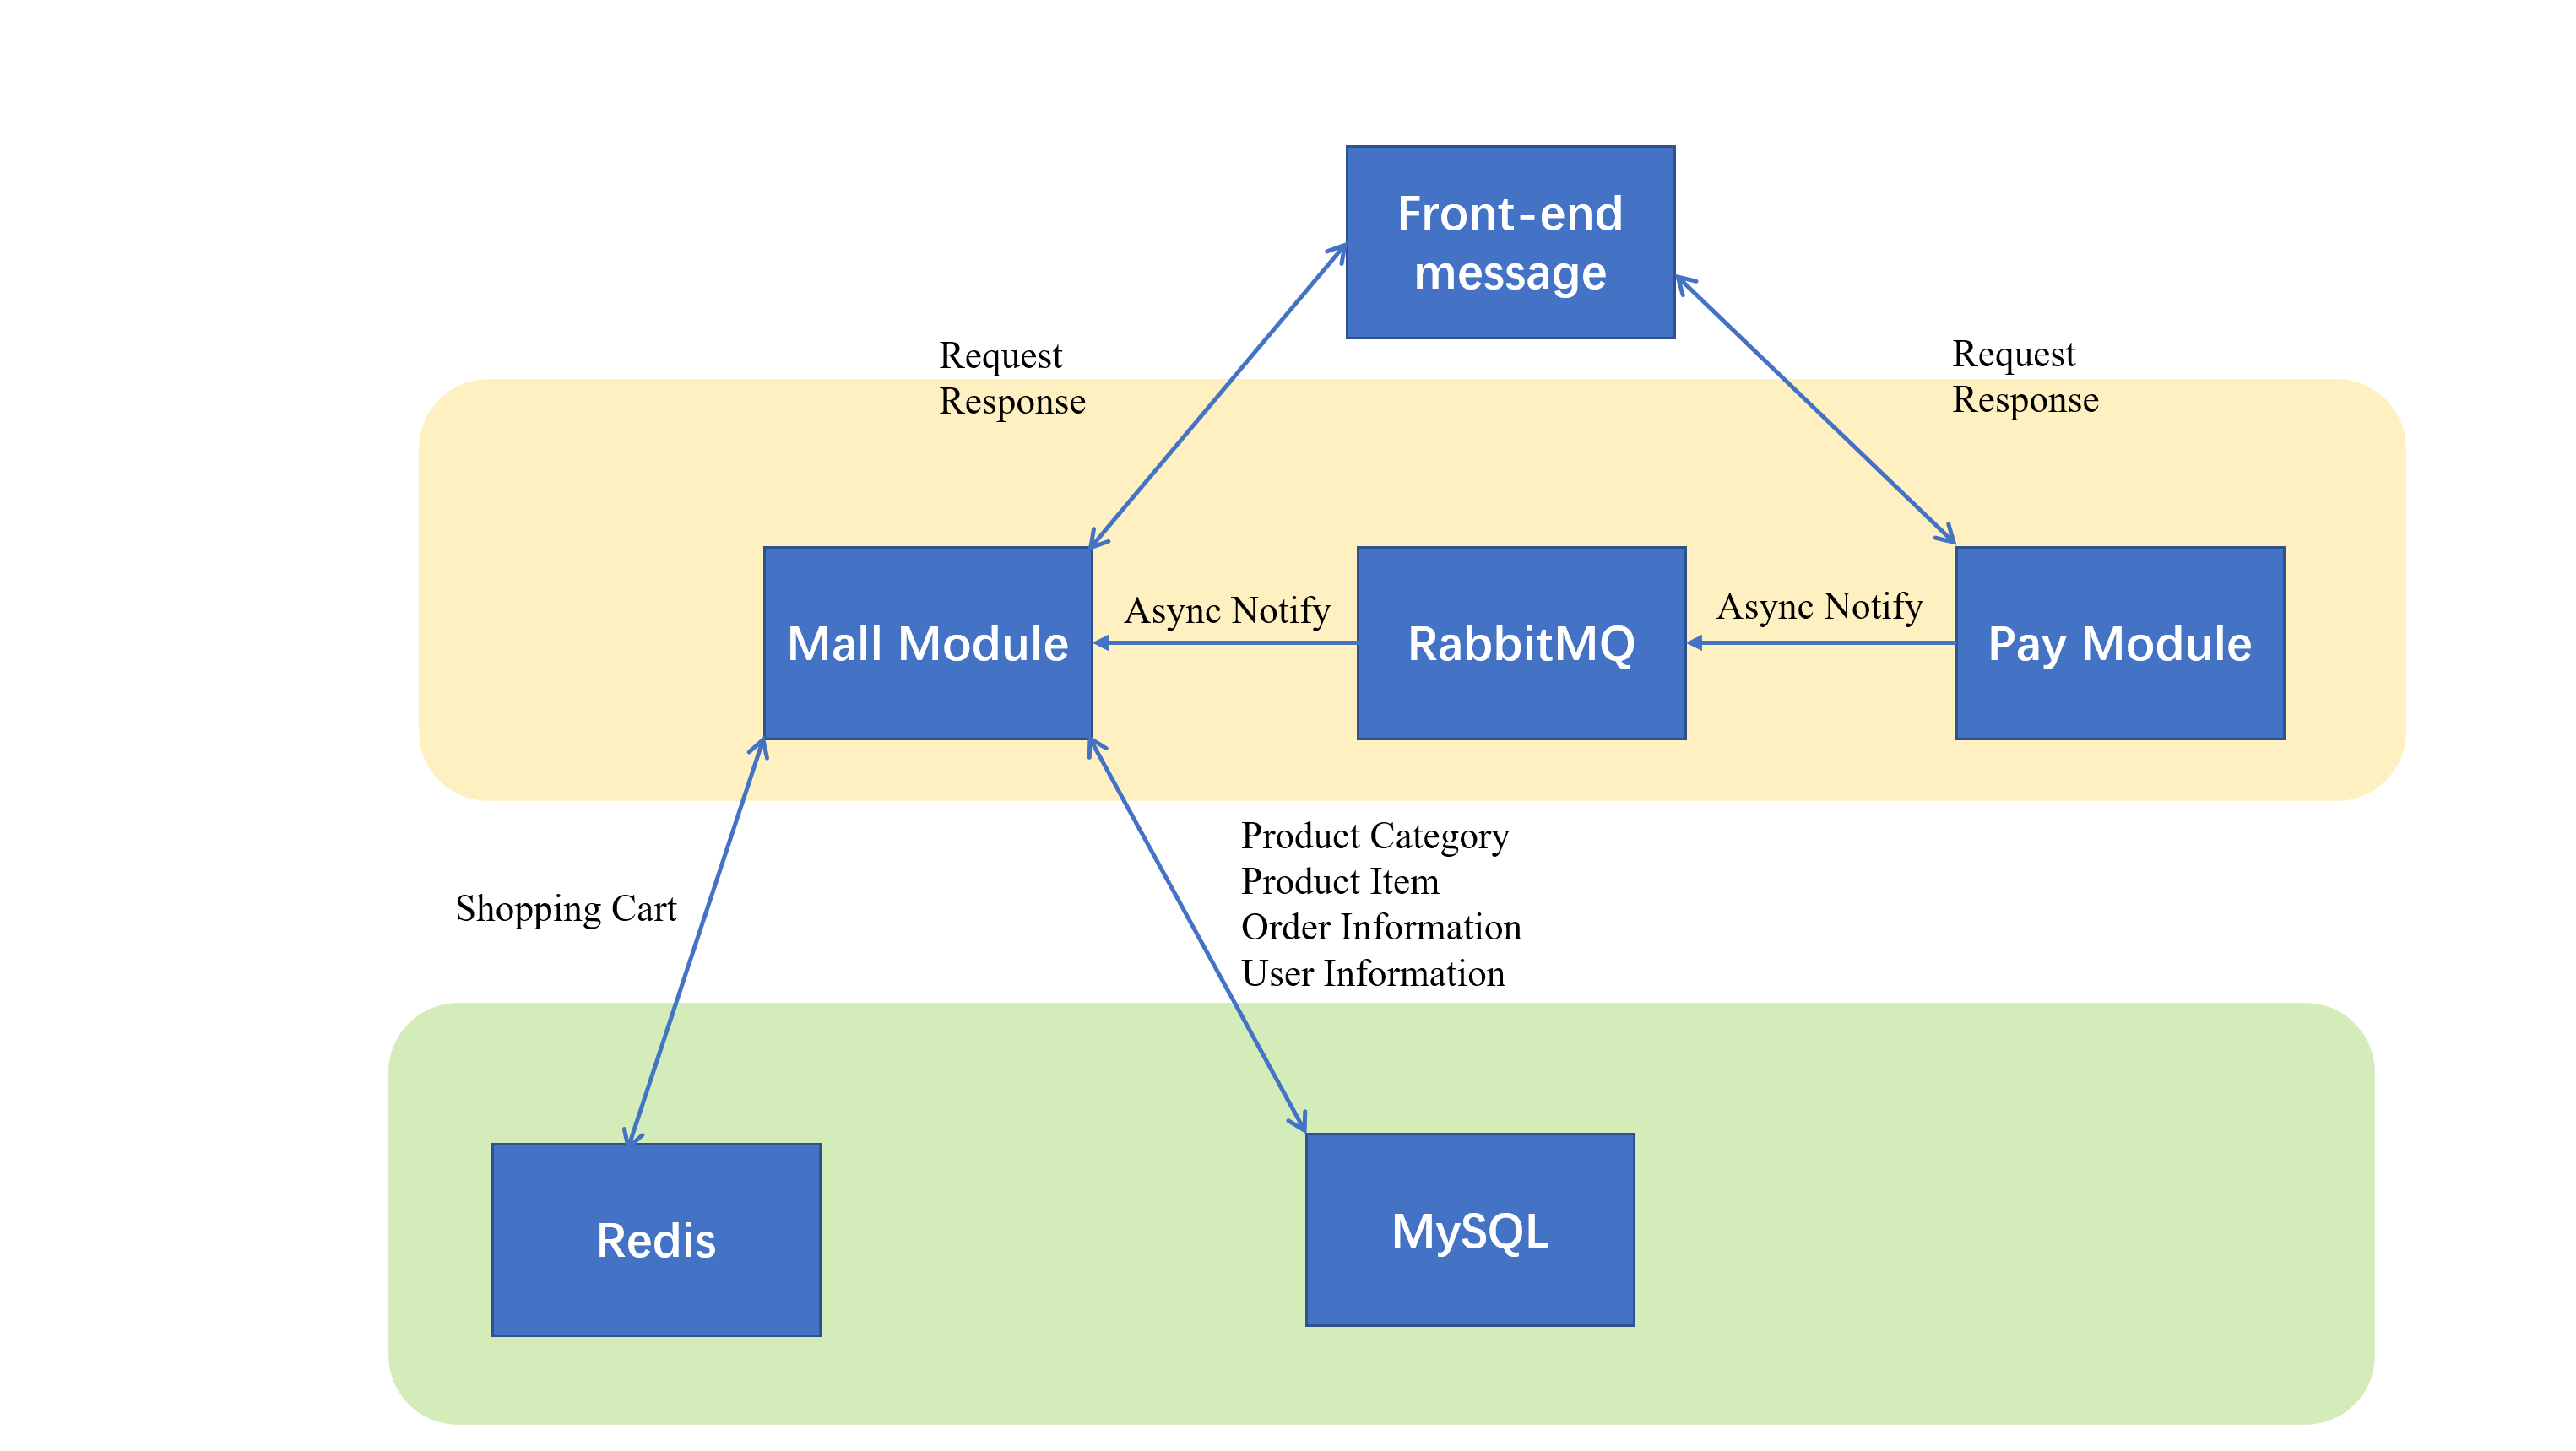 Front-end
message
Request
Response
Request
Response
Mall Module
Async Notify
RabbitMQ
Async Notify
Pay Module
Shopping Cart
Product Category
Product Item
Order Information
User Information
Redis
MySQL